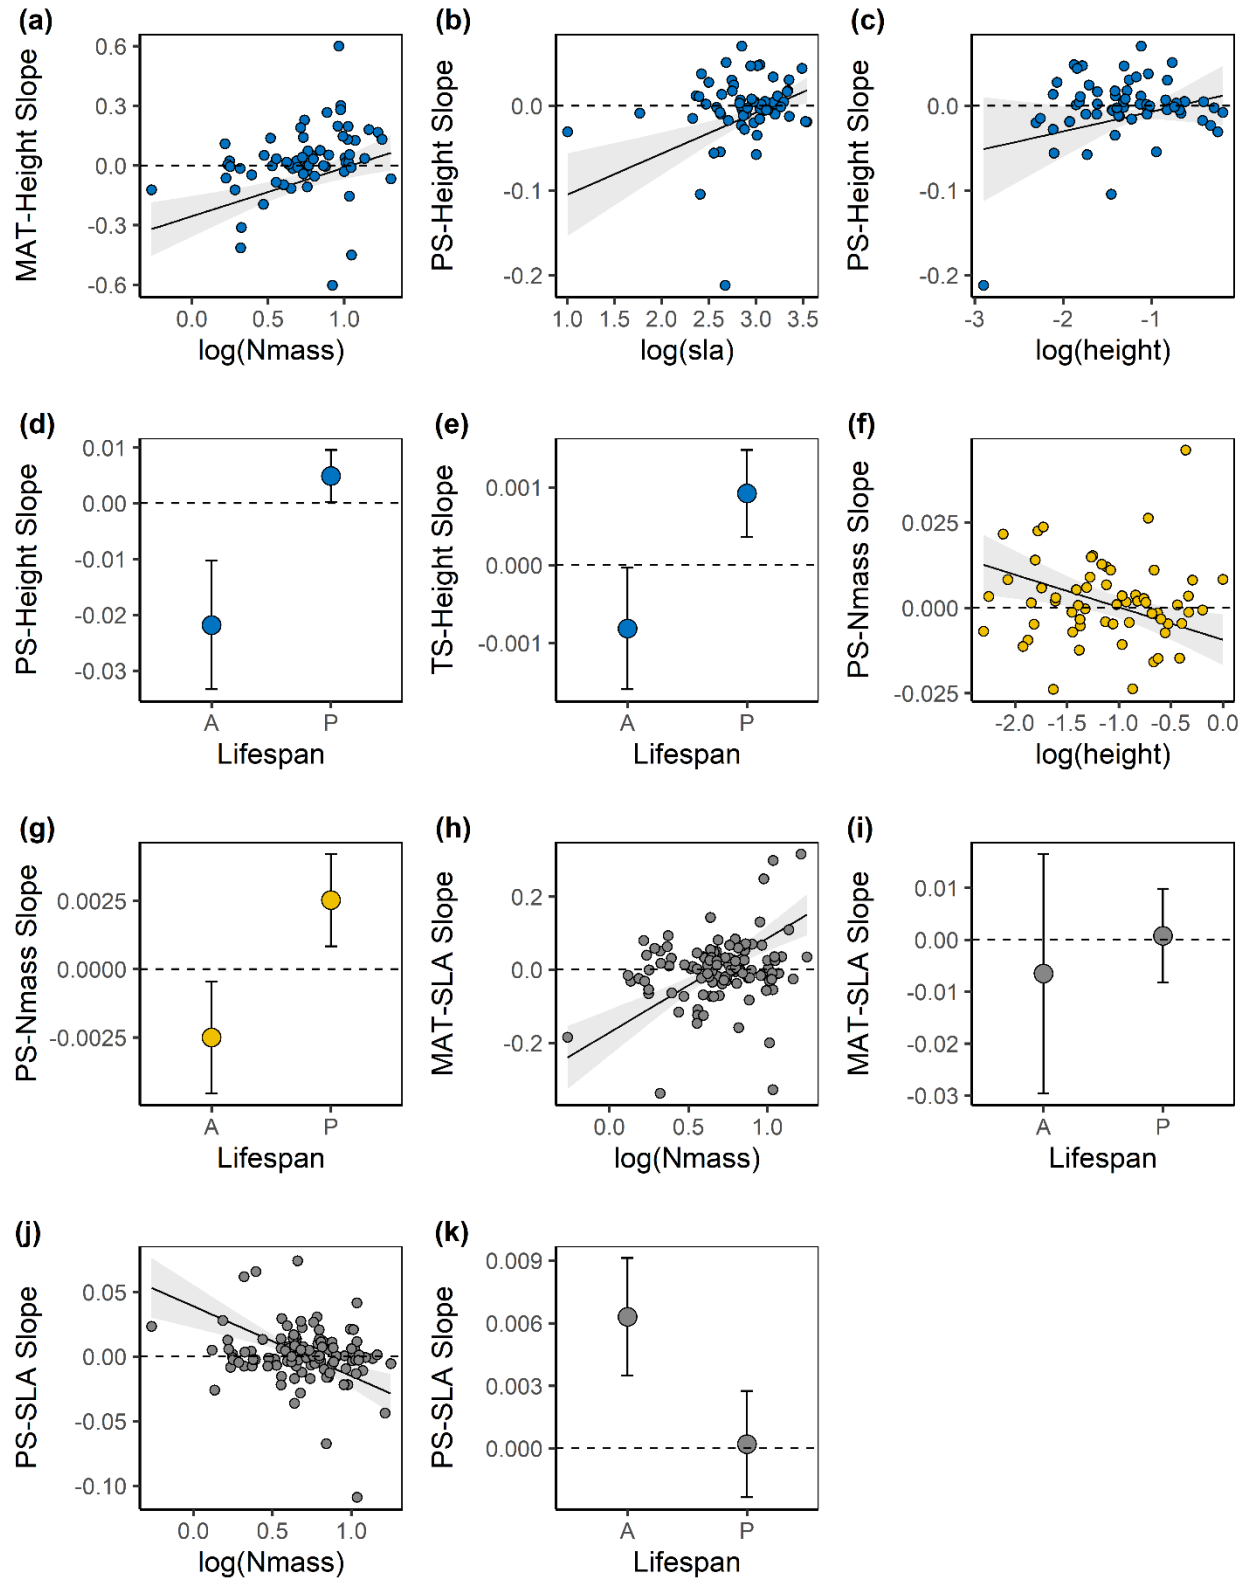 (a)
MAT-Height Slope
0.6
0.3
0.0
-0.3
-0.6
0.0 0.5 1.0
log(Nmass)
(b)
PS-Height Slope
0.0
-0.1
-0.2
1.0 1.5 2.0 2.5 3.0 3.5
log(sla)
(c)
PS-Height Slope
0.0
-0.1
-0.2
-3 -2 -1
log(height)
(d)
PS-Height Slope
0.01
0.00
-0.01
-0.02
-0.03
A P
Lifespan
(e)
TS-Height Slope
0.001
0.000
-0.001
A P
Lifespan
(f)
PS-Nmass Slope
0.025
0.000
-0.025
-2.0 -1.5 -1.0 -0.5 0.0
log(height)
(g)
PS-Nmass Slope
0.0025
0.0000
-0.0025
A P
Lifespan
(h)
MAT-SLA Slope
0.2
0.0
-0.2
0.0 0.5 1.0
log(Nmass)
(i)
MAT-SLA Slope
0.01
0.00
-0.01
-0.02
-0.03
A P
Lifespan
(j)
PS-SLA Slope
0.05
0.00
-0.05
-0.10
0.0 0.5 1.0
log(Nmass)
(k)
PS-SLA Slope
0.009
0.006
0.003
0.000
A P
Lifespan